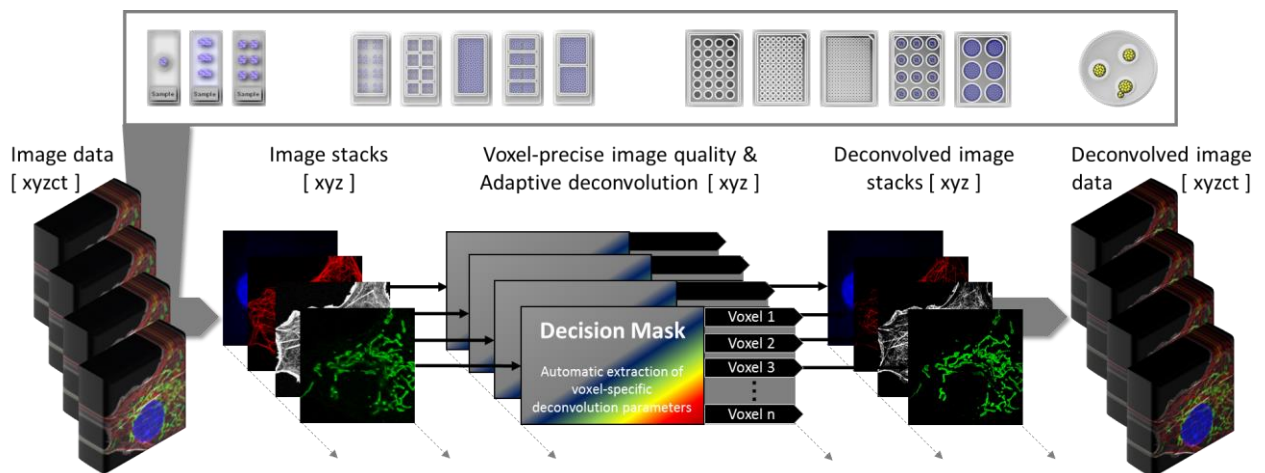 Sample
Sample
Sample
Image data
[ xyzct ]
Image stacks
[ xyz ]
Voxel-precise image quality &
Adaptive deconvolution [ xyz ]
Deconvolved image
stacks [ xyz ]
Deconvolved image
data [ xyzct ]
Decision Mask
Automatic extraction of
voxel-specific
deconvolution parameters
Voxel 1
Voxel 2
Voxel 3
Voxel n